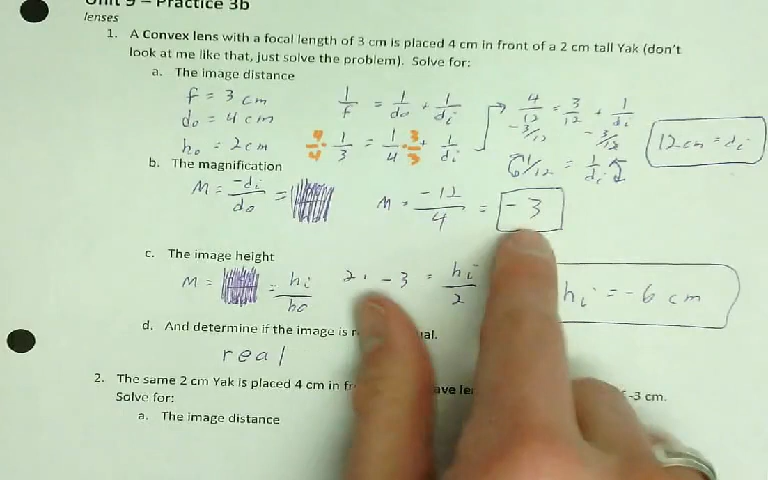 Unit 9 – Practice 3b
lenses
1. A Convex lens with a focal length of 3 cm is placed 4 cm in front of a 2 cm tall Yak (don't
look at me like that, just solve the problem). Solve for:
a. The image distance
f = 3 cm
do = 4 cm
ho = 2 cm
1/f = 1/do + 1/di
4/4 · 1/3 = 1/4 · 3/3 + 1/di
4/12 = 3/12 + 1/di
- 3/12 - 3/12
1/12 = 1/di
12 cm = di
b. The magnification
M = -di/do =
M = -12/4 = -3
c. The image height
M = = hi/ho
2 · -3 = hi/2
hi = -6 cm
d. And determine if the image is
real
2. The same 2 cm Yak is placed 4 cm in -3 cm.
Solve for:
a. The image distance